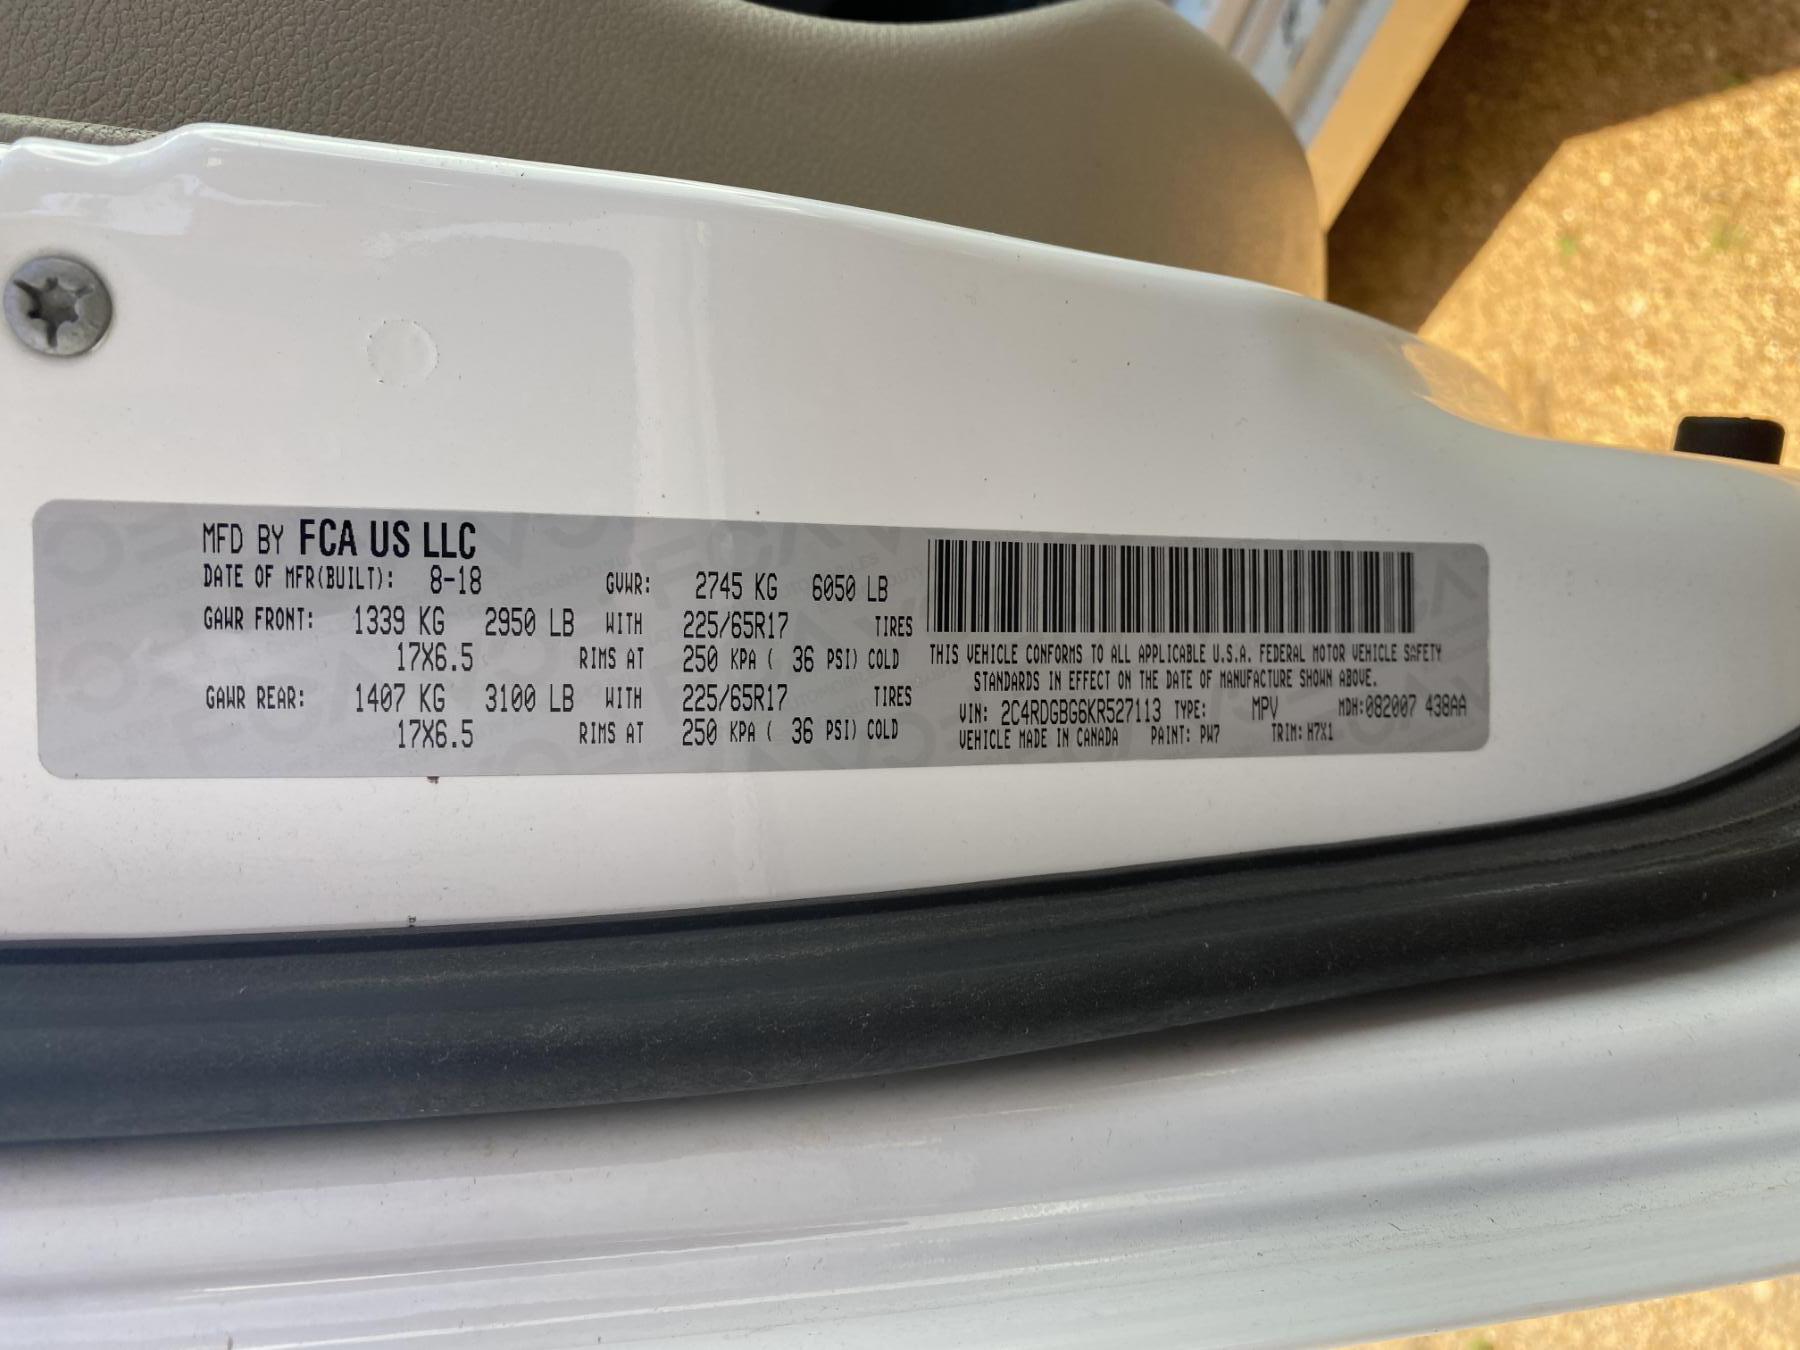 MFD BY FCA US LLC
DATE OF MFR(BUILT): 8-18 GVWR: 2745 KG 6050 LB
GAWR FRONT: 1339 KG 2950 LB WITH 225/65R17 TIRES
17X6.5 RIMS AT 250 KPA ( 36 PSI) COLD
GAWR REAR: 1407 KG 3100 LB WITH 225/65R17 TIRES
17X6.5 RIMS AT 250 KPA ( 36 PSI) COLD
THIS VEHICLE CONFORMS TO ALL APPLICABLE U.S.A. FEDERAL MOTOR VEHICLE SAFETY
STANDARDS IN EFFECT ON THE DATE OF MANUFACTURE SHOWN ABOVE.
VIN: 2C4RDGBG6KR527113 TYPE: MPV MDH:082007 438AA
VEHICLE MADE IN CANADA PAINT: PW7 TRIM: H7X1